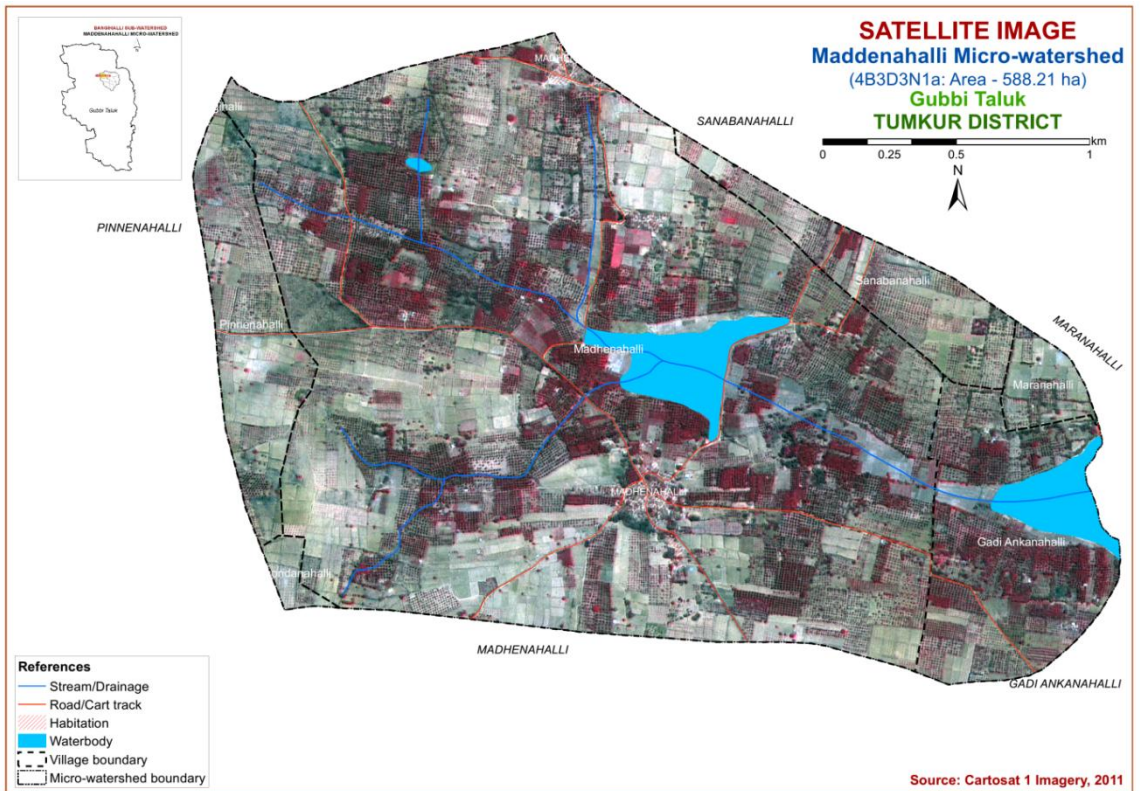 BANNIHALLI SUB-WATERSHED
MADDENAHALLI MICRO-WATERSHED
N
Gubbi Taluk
SATELLITE IMAGE
Maddenahalli Micro-watershed
(4B3D3N1a: Area - 588.21 ha)
Gubbi Taluk
TUMKUR DISTRICT
km
0 0.25 0.5 1
N
SANABANAHALLI
PINNENAHALLI
Sanabanahalli
Pinnenahalli
MARANEHALLI
Madhenahalli
Maranehalli
MADHENAHALLI
Gadi Ankanahalli
MADHENAHALLI
GADI ANKANAHALLI
References
Stream/Drainage
Road/Cart track
Habitation
Waterbody
Village boundary
Micro-watershed boundary
Source: Cartosat 1 Imagery, 2011